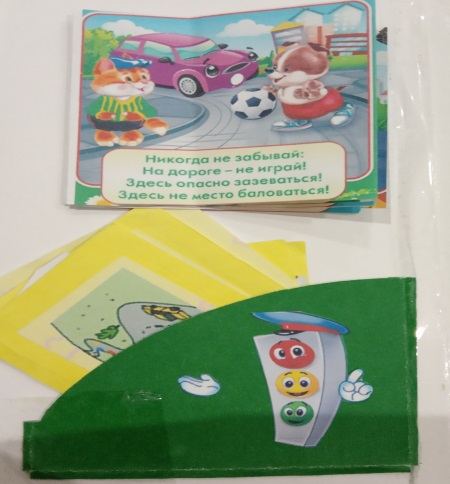 Никогда не забывай:
На дороге – не играй!
Здесь опасно зазеваться!
Здесь не место баловаться!